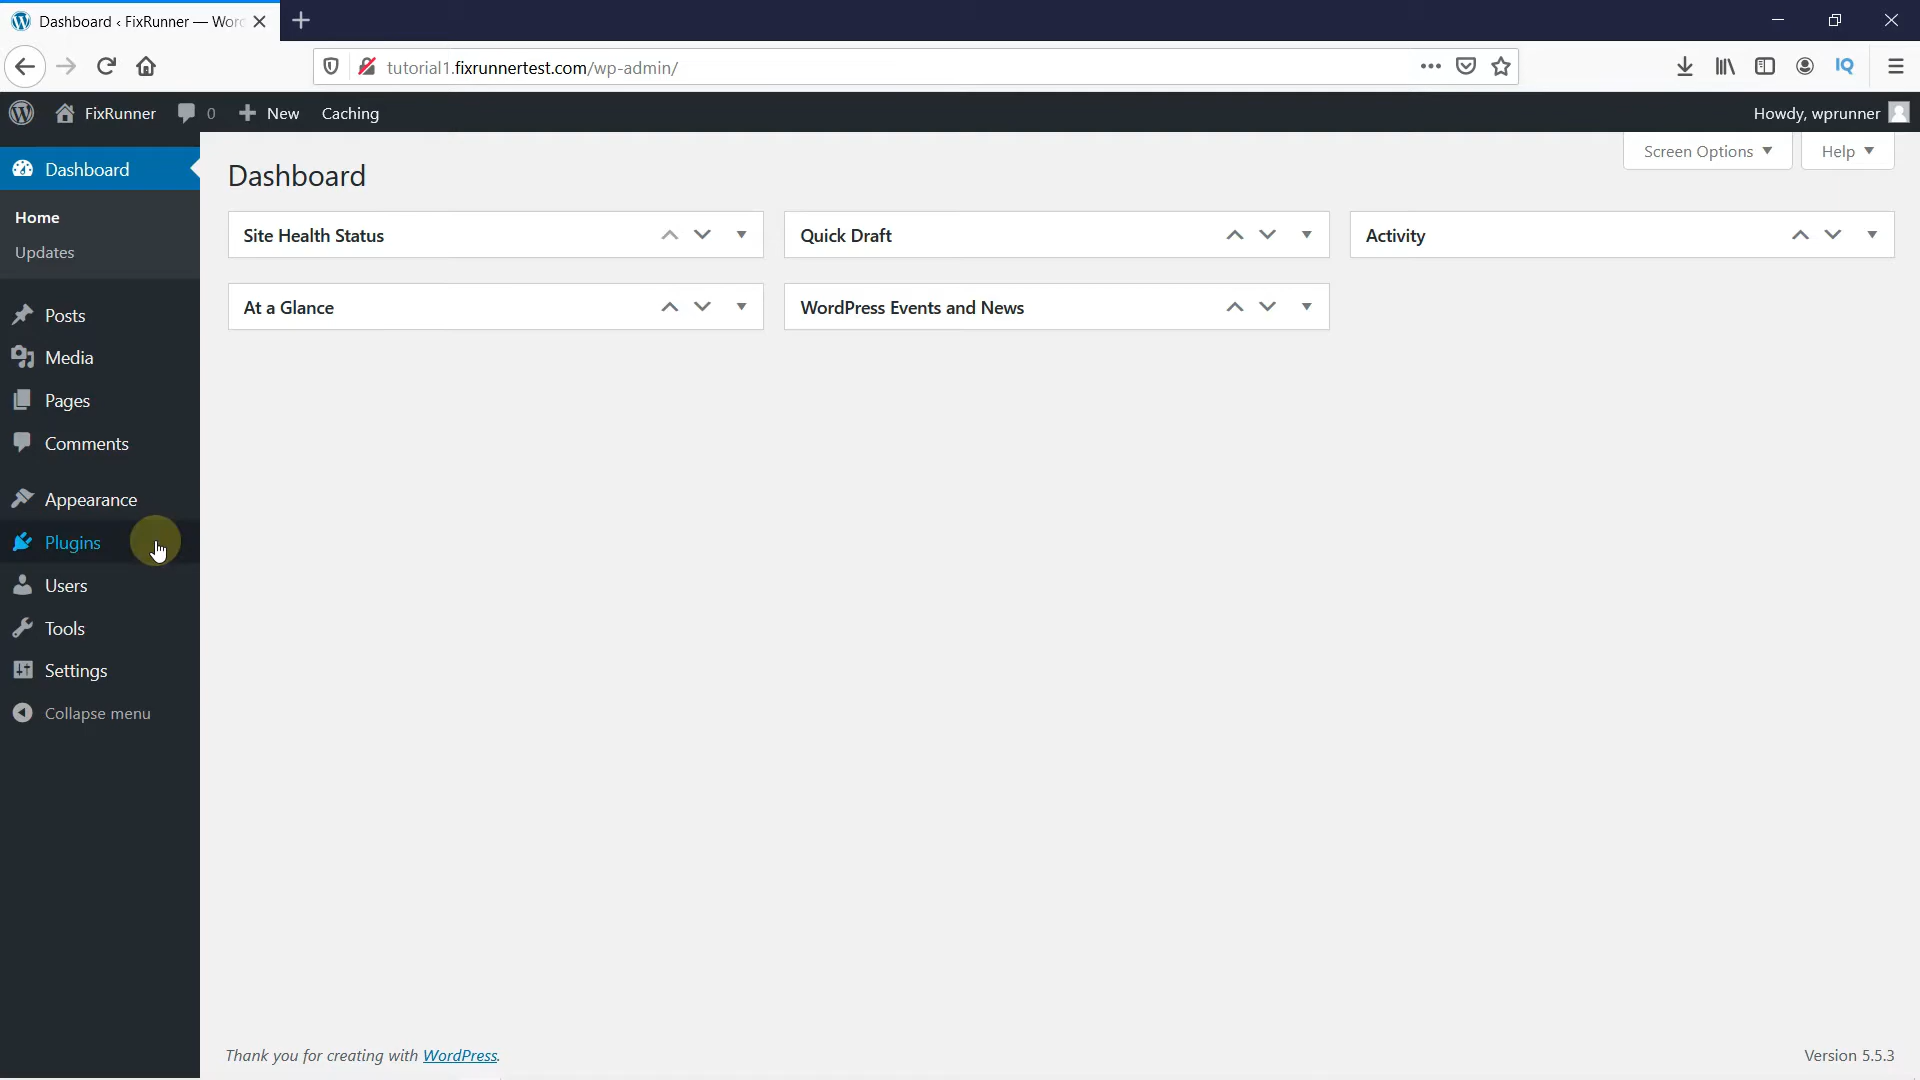 Dashboard ‹ FixRunner — Word
tutorial1.fixrunnertest.com/wp-admin/
IQ
FixRunner 0 New Caching Howdy, wprunner
Screen Options Help
Dashboard
Home
Updates
Posts
Media
Pages
Comments
Appearance
Plugins
Users
Tools
Settings
Collapse menu
Dashboard
Site Health Status
Quick Draft
Activity
At a Glance
WordPress Events and News
Thank you for creating with WordPress.
Version 5.5.3